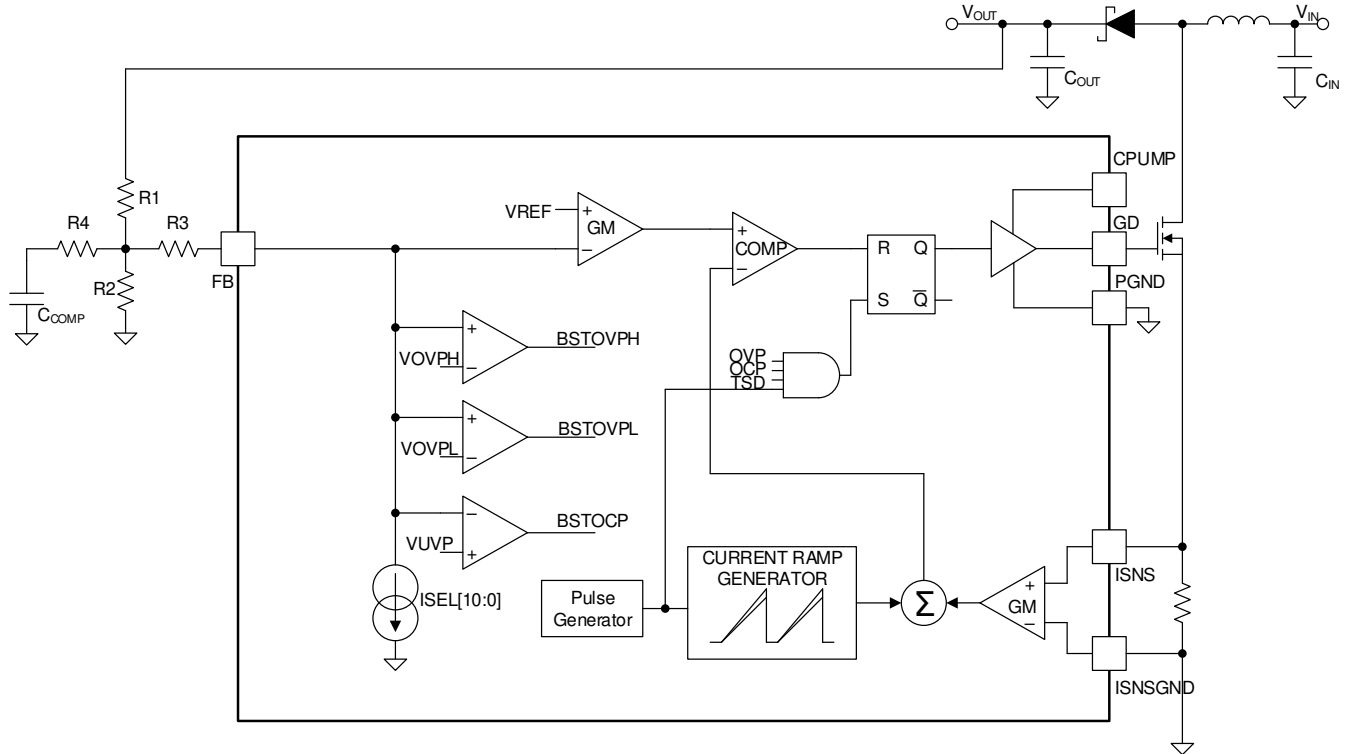 VOUT
VIN
COUT
CIN
CPUMP
R1
R4
R3
VREF
+
GM
−
+
COMP
−
R Q
S Q̅
GD
FB
R2
PGND
CCOMP
+
BSTOVPH
VOVPH
−
OVP
OCP
TSD
+
BSTOVPL
VOVPL
−
−
BSTOCP
VUVP
+
CURRENT RAMP
GENERATOR
ISNS
ISEL[10:0]
Pulse
Generator
Σ
+
GM
−
ISNSGND